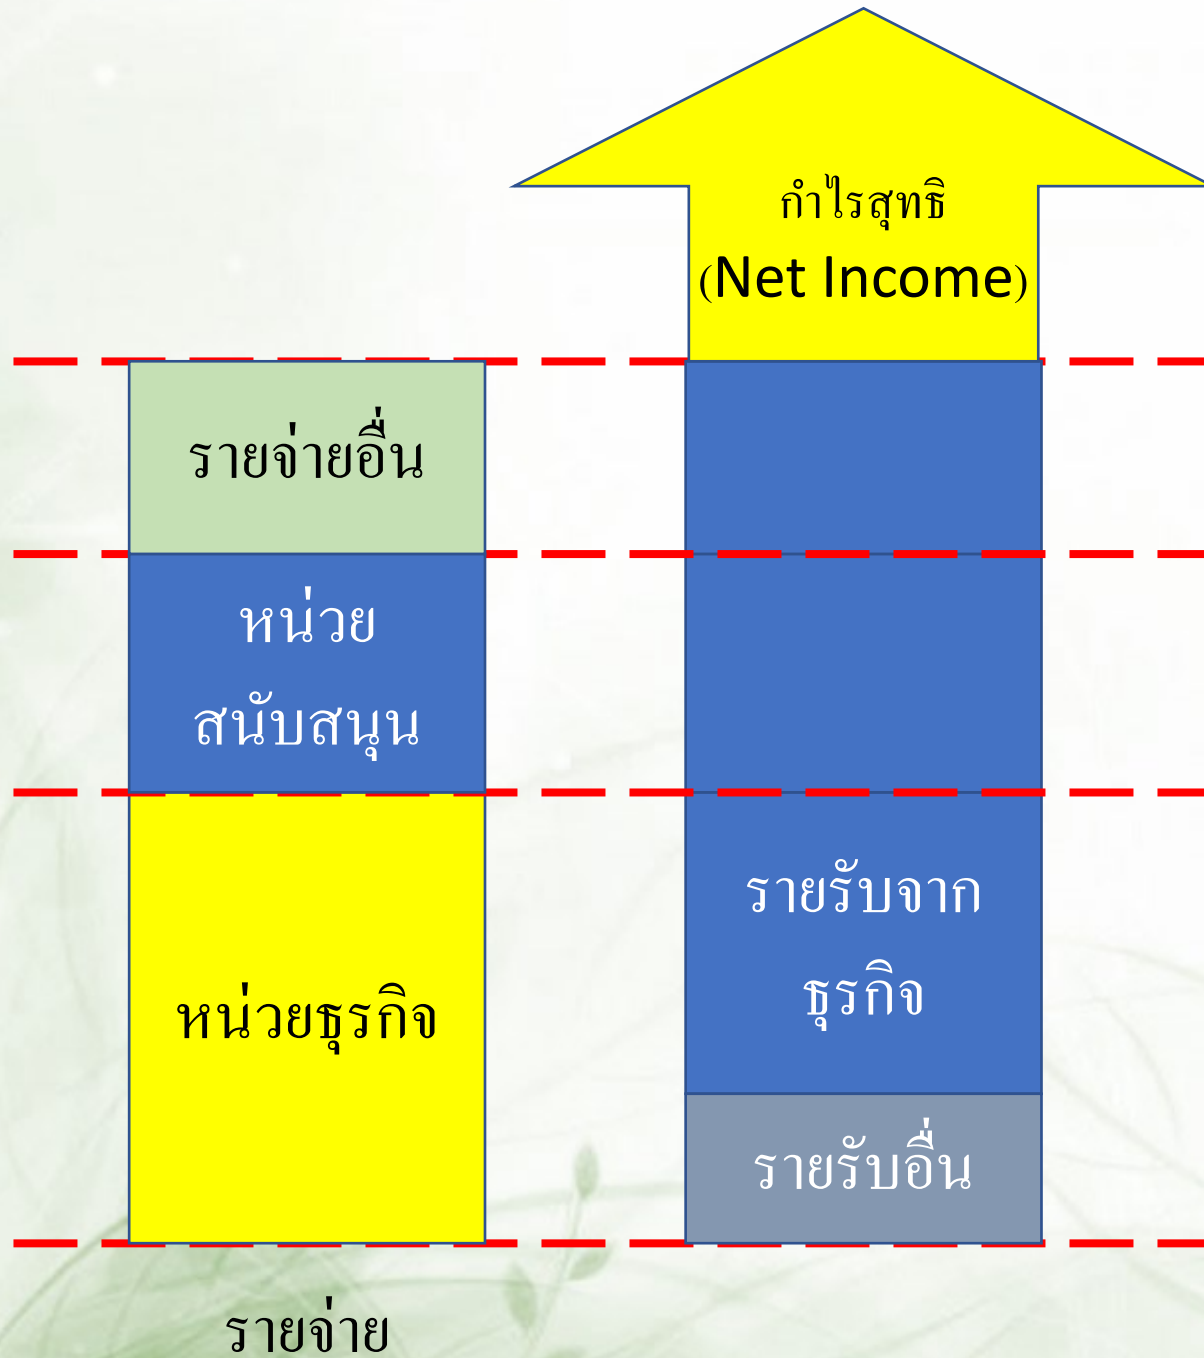 กำไรสุทธิ
(Net Income)
รายจ่ายอื่น
หน่วย
สนับสนุน
รายรับจาก
ธุรกิจ
หน่วยธุรกิจ
รายรับอื่น
รายจ่าย